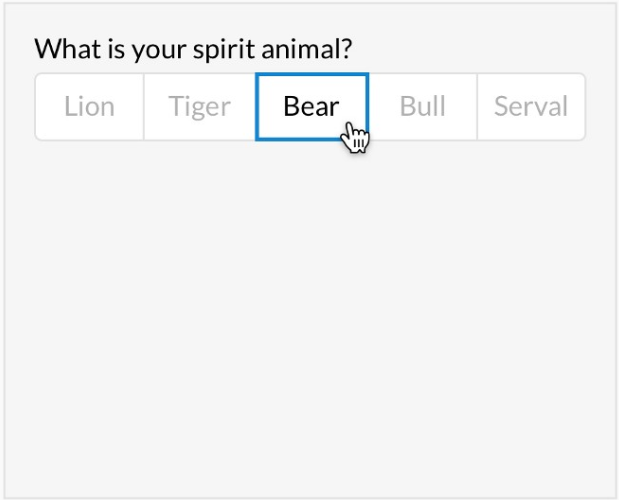 What is your spirit animal?
Lion Tiger Bear Bull Serval